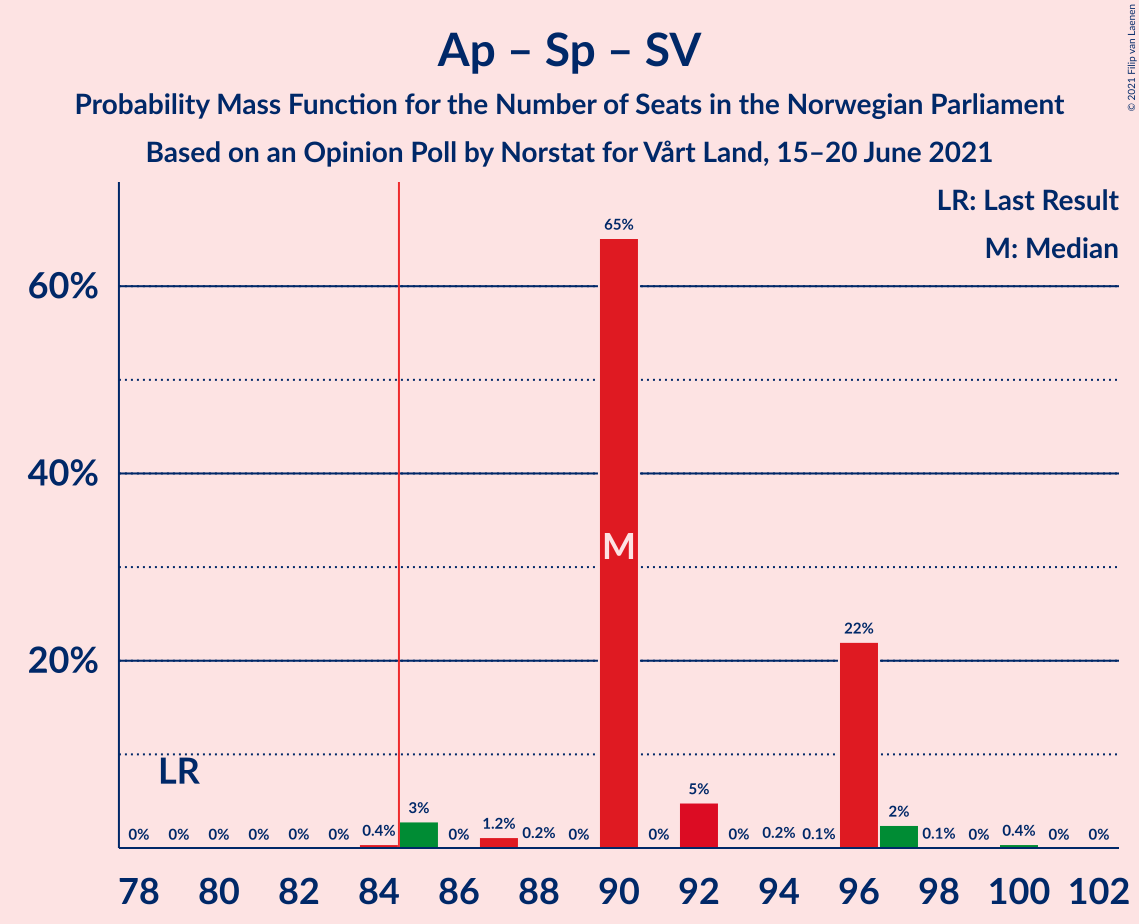 Ap – Sp – SV
Probability Mass Function for the Number of Seats in the Norwegian Parliament
Based on an Opinion Poll by Norstat for Vårt Land, 15–20 June 2021
© 2021 Filip van Laenen
LR: Last Result
M: Median
65%
60%
40%
M
22%
20%
LR
0% 0% 0% 0% 0% 0% 0.4% 3% 0% 1.2% 0.2% 0% 0% 5% 0% 0.2% 0.1% 2% 0.1% 0% 0.4% 0% 0%
78 80 82 84 86 88 90 92 94 96 98 100 102